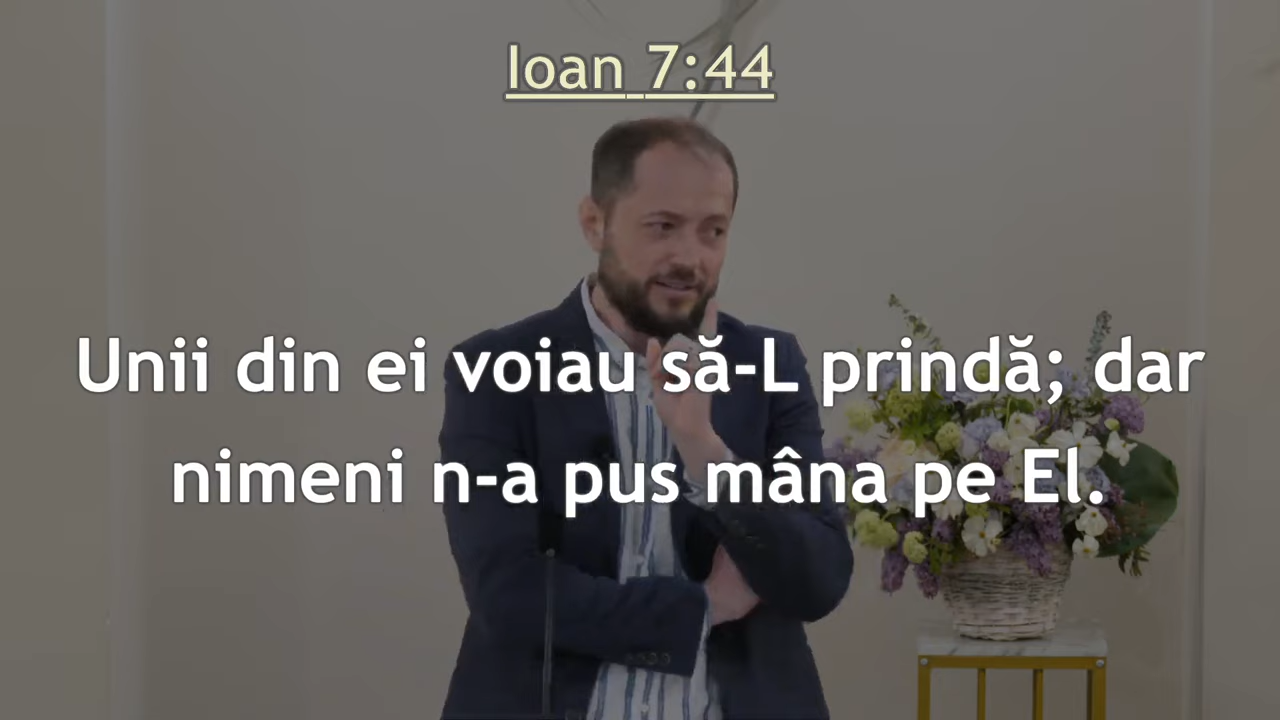 Ioan 7:44
Unii din ei voiau să-L prindă; dar
nimeni n-a pus mâna pe El.